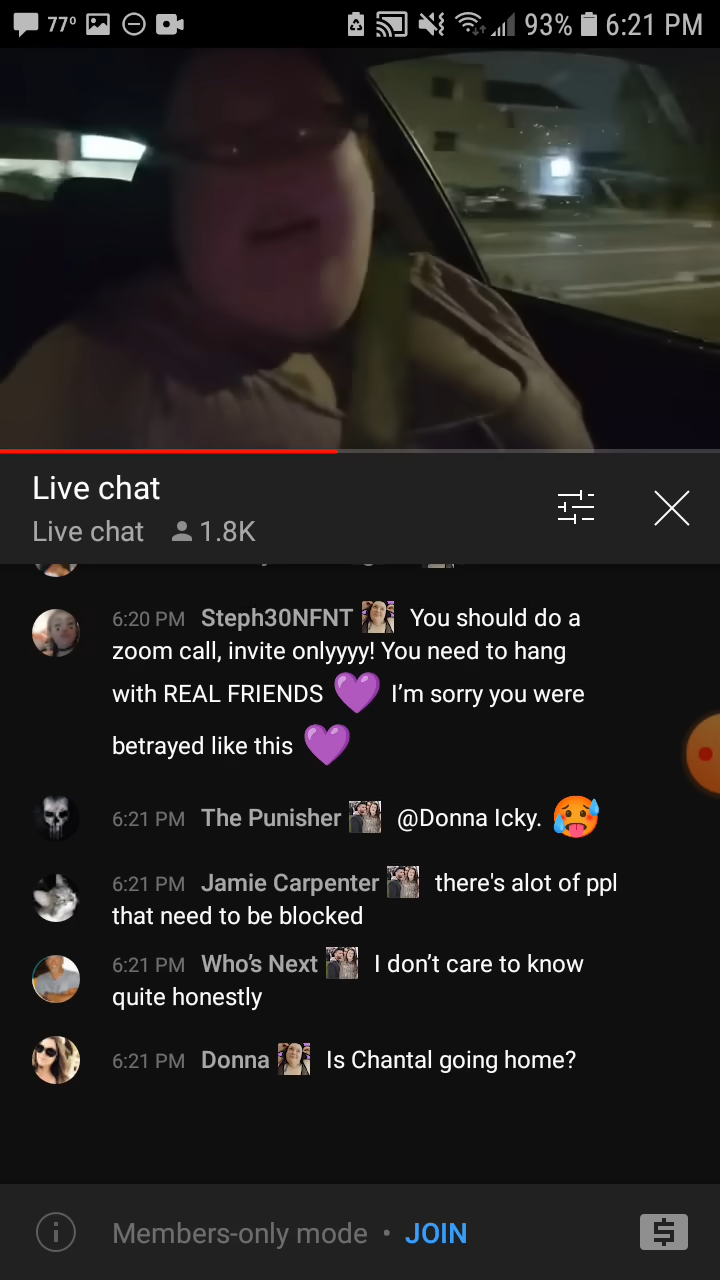 77° 93% 6:21 PM
Live chat
Live chat 1.8K
6:20 PM Steph30NFNT You should do a
zoom call, invite onlyyyy! You need to hang
with REAL FRIENDS 💜 I’m sorry you were
betrayed like this 💜
6:21 PM The Punisher @Donna Icky. 🥵
6:21 PM Jamie Carpenter there's alot of ppl
that need to be blocked
6:21 PM Who’s Next I don’t care to know
quite honestly
6:21 PM Donna Is Chantal going home?
Members-only mode • JOIN